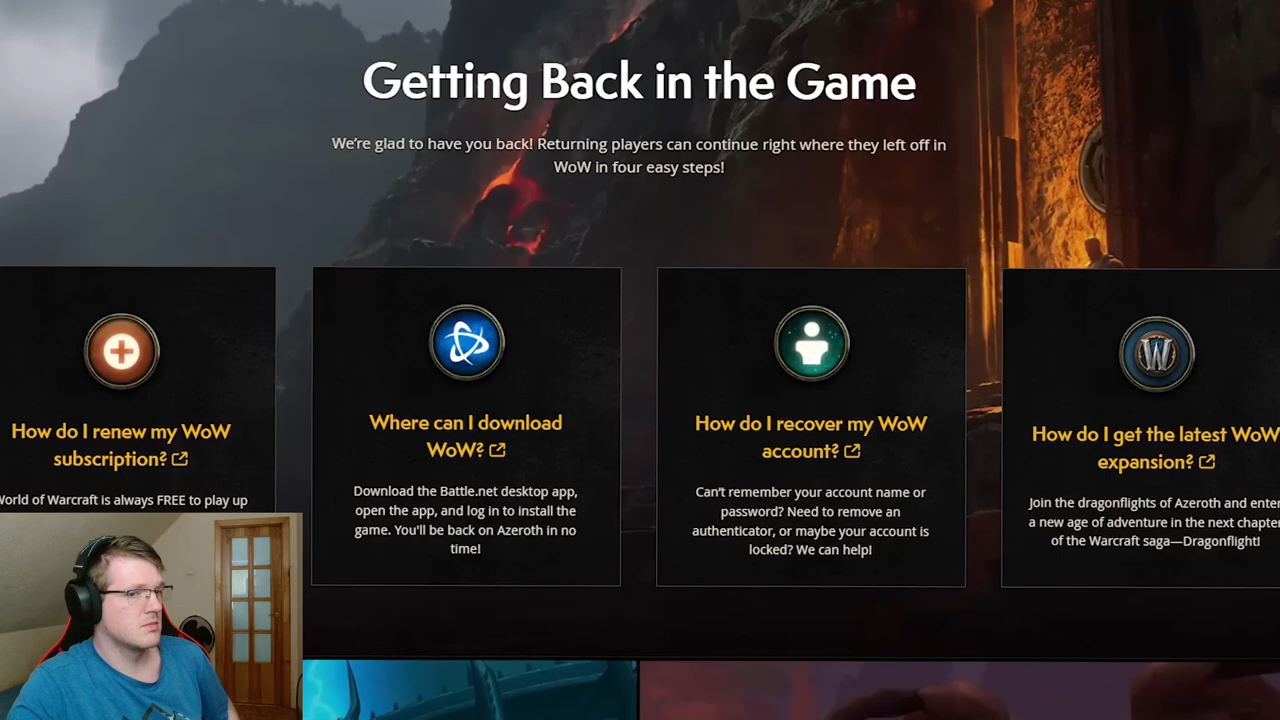 Getting Back in the Game
We’re glad to have you back! Returning players can continue right where they left off in
WoW in four easy steps!
How do I renew my WoW
subscription?
World of Warcraft is always FREE to play up
Where can I download
WoW?
Download the Battle.net desktop app,
open the app, and log in to install the
game. You'll be back on Azeroth in no
time!
How do I recover my WoW
account?
Can’t remember your account name or
password? Need to remove an
authenticator, or maybe your account is
locked? We can help!
W
How do I get the latest WoW
expansion?
Join the dragonflights of Azeroth and enter
a new age of adventure in the next chapter
of the Warcraft saga—Dragonflight!